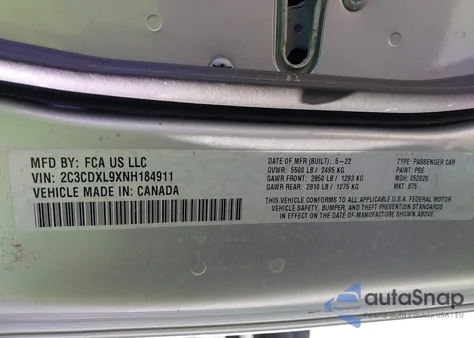 MFD BY: FCA US LLC
VIN: 2C3CDXL9XNH184911
VEHICLE MADE IN: CANADA
DATE OF MFR (BUILT): 5-22
GVWR: 5500 LB / 2495 KG
GAWR FRONT: 2850 LB / 1293 KG
GAWR REAR: 2810 LB / 1275 KG
TYPE: PASSENGER CAR
PAINT: PSE
MDH: 052020
MKT: 875
THIS VEHICLE CONFORMS TO ALL APPLICABLE U.S.A. FEDERAL MOTOR
VEHICLE SAFETY, BUMPER, AND THEFT PREVENTION STANDARDS
IN EFFECT ON THE DATE OF MANUFACTURE SHOWN ABOVE.
autoSnap